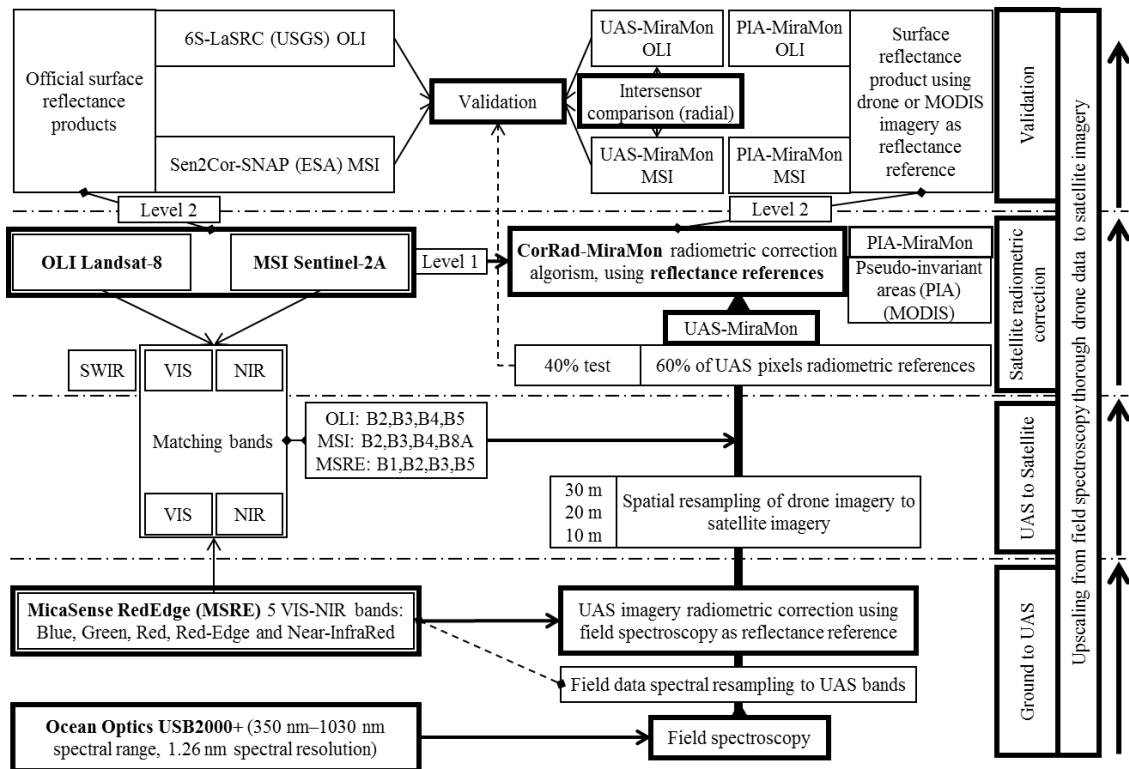 6S-LaSRC (USGS) OLI
Official surface
reflectance
products
Sen2Cor-SNAP (ESA) MSI
Validation
UAS-MiraMon
OLI
PIA-MiraMon
OLI
Intersensor
comparison (radial)
UAS-MiraMon
MSI
PIA-MiraMon
MSI
Surface
reflectance
product using
drone or MODIS
imagery as
reflectance
reference
Validation
Level 2
Level 2
OLI Landsat-8
MSI Sentinel-2A
Level 1
CorRad-MiraMon radiometric correction
algorism, using reflectance references
PIA-MiraMon
Pseudo-invariant
areas (PIA)
(MODIS)
UAS-MiraMon
40% test
60% of UAS pixels radiometric references
Satellite radiometric
correction
SWIR
VIS
NIR
Matching bands
OLI: B2,B3,B4,B5
MSI: B2,B3,B4,B8A
MSRE: B1,B2,B3,B5
VIS
NIR
30 m
20 m
10 m
Spatial resampling of drone imagery to
satellite imagery
UAS to Satellite
MicaSense RedEdge (MSRE) 5 VIS-NIR bands:
Blue, Green, Red, Red-Edge and Near-InfraRed
UAS imagery radiometric correction using
field spectroscopy as reflectance reference
Field data spectral resampling to UAS bands
Ocean Optics USB2000+ (350 nm–1030 nm
spectral range, 1.26 nm spectral resolution)
Field spectroscopy
Ground to UAS
Upscaling from field spectroscopy thorough drone data to satellite imagery